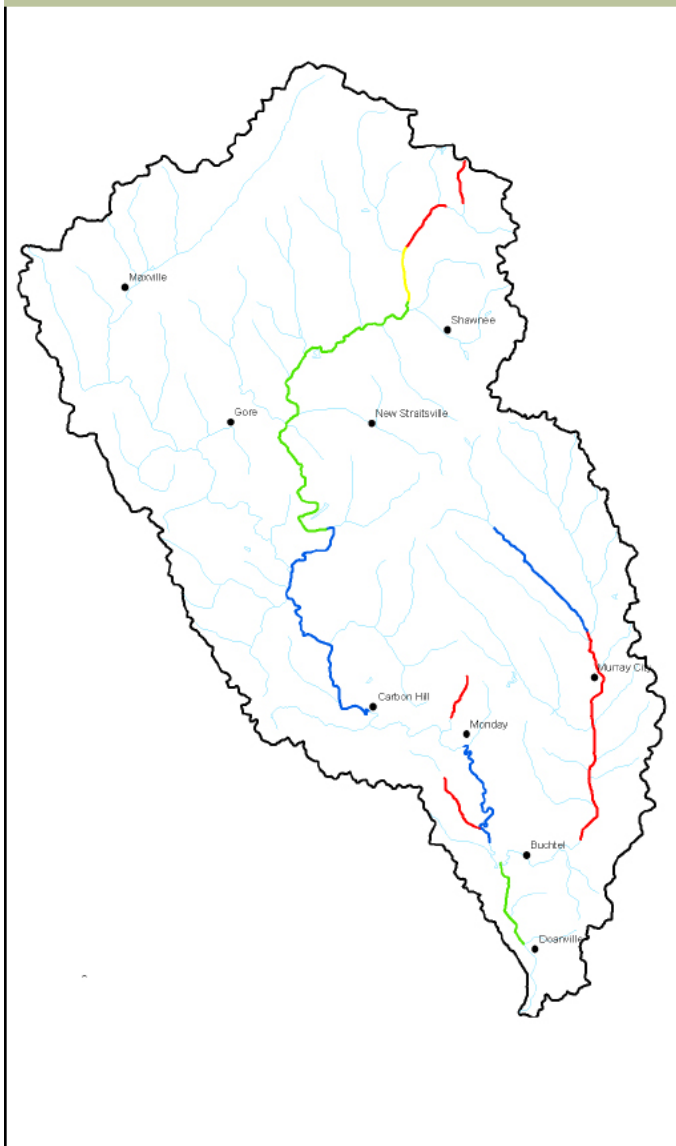 Maxville
Shawnee
Gore
New Straitsville
Murray City
Carbon Hill
Monday
Buchtel
Doanville